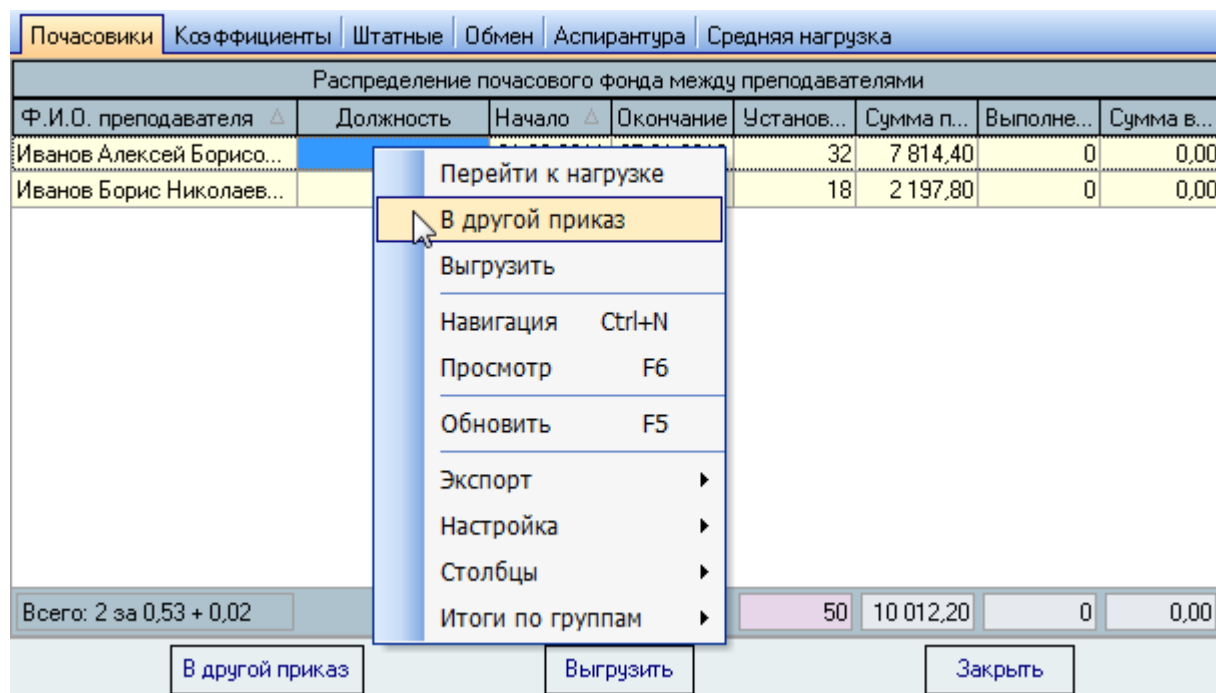 Почасовики Коэффициенты Штатные Обмен Аспирантура Средняя нагрузка
Распределение почасового фонда между преподавателями
Ф.И.О. преподавателя Должность Начало Окончание Установ... Сумма п... Выполне... Сумма в...
Иванов Алексей Борисо... 32 7 814,40 0 0,00
Иванов Борис Николаев... 18 2 197,80 0 0,00
Перейти к нагрузке
В другой приказ
Выгрузить
Навигация Ctrl+N
Просмотр F6
Обновить F5
Экспорт
Настройка
Столбцы
Итоги по группам
Всего: 2 за 0,53 + 0,02 50 10 012,20 0 0,00
В другой приказ Выгрузить Закрыть